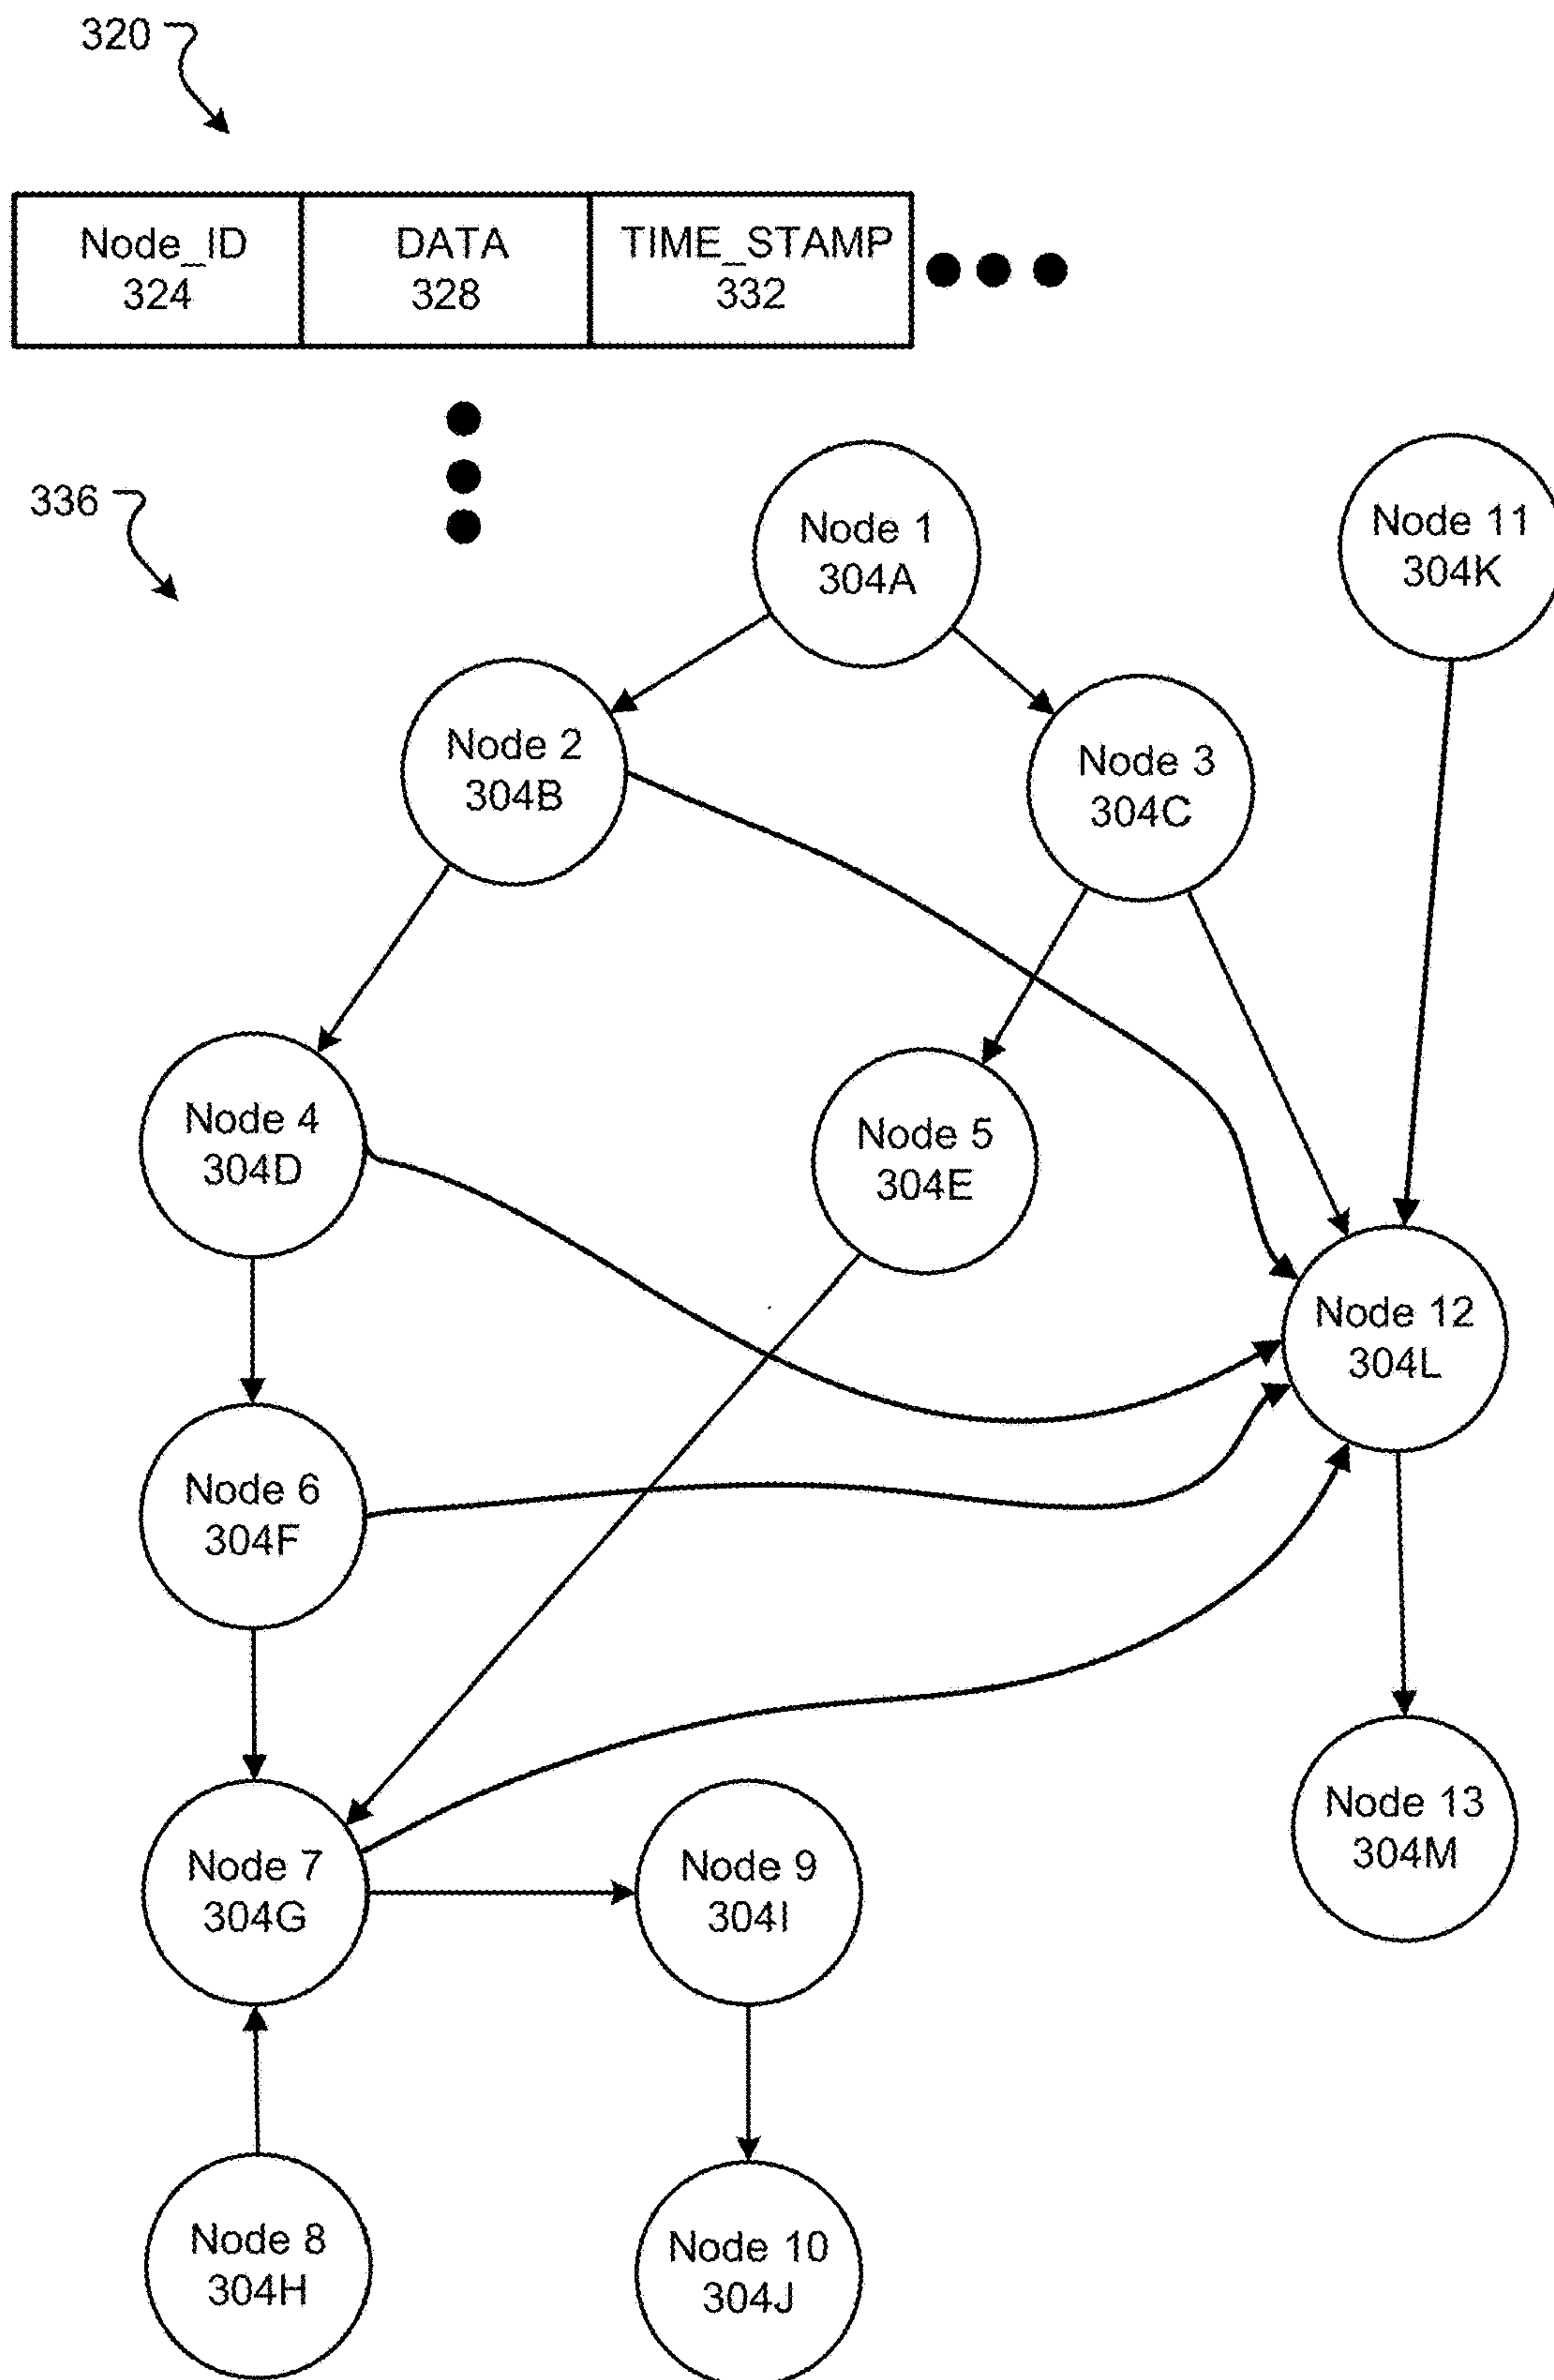 320
Node_ID
324
DATA
328
TIME_STAMP
332
336
Node 1
304A
Node 11
304K
Node 2
304B
Node 3
304C
Node 4
304D
Node 5
304E
Node 12
304L
Node 6
304F
Node 13
304M
Node 7
304G
Node 9
304I
Node 8
304H
Node 10
304J